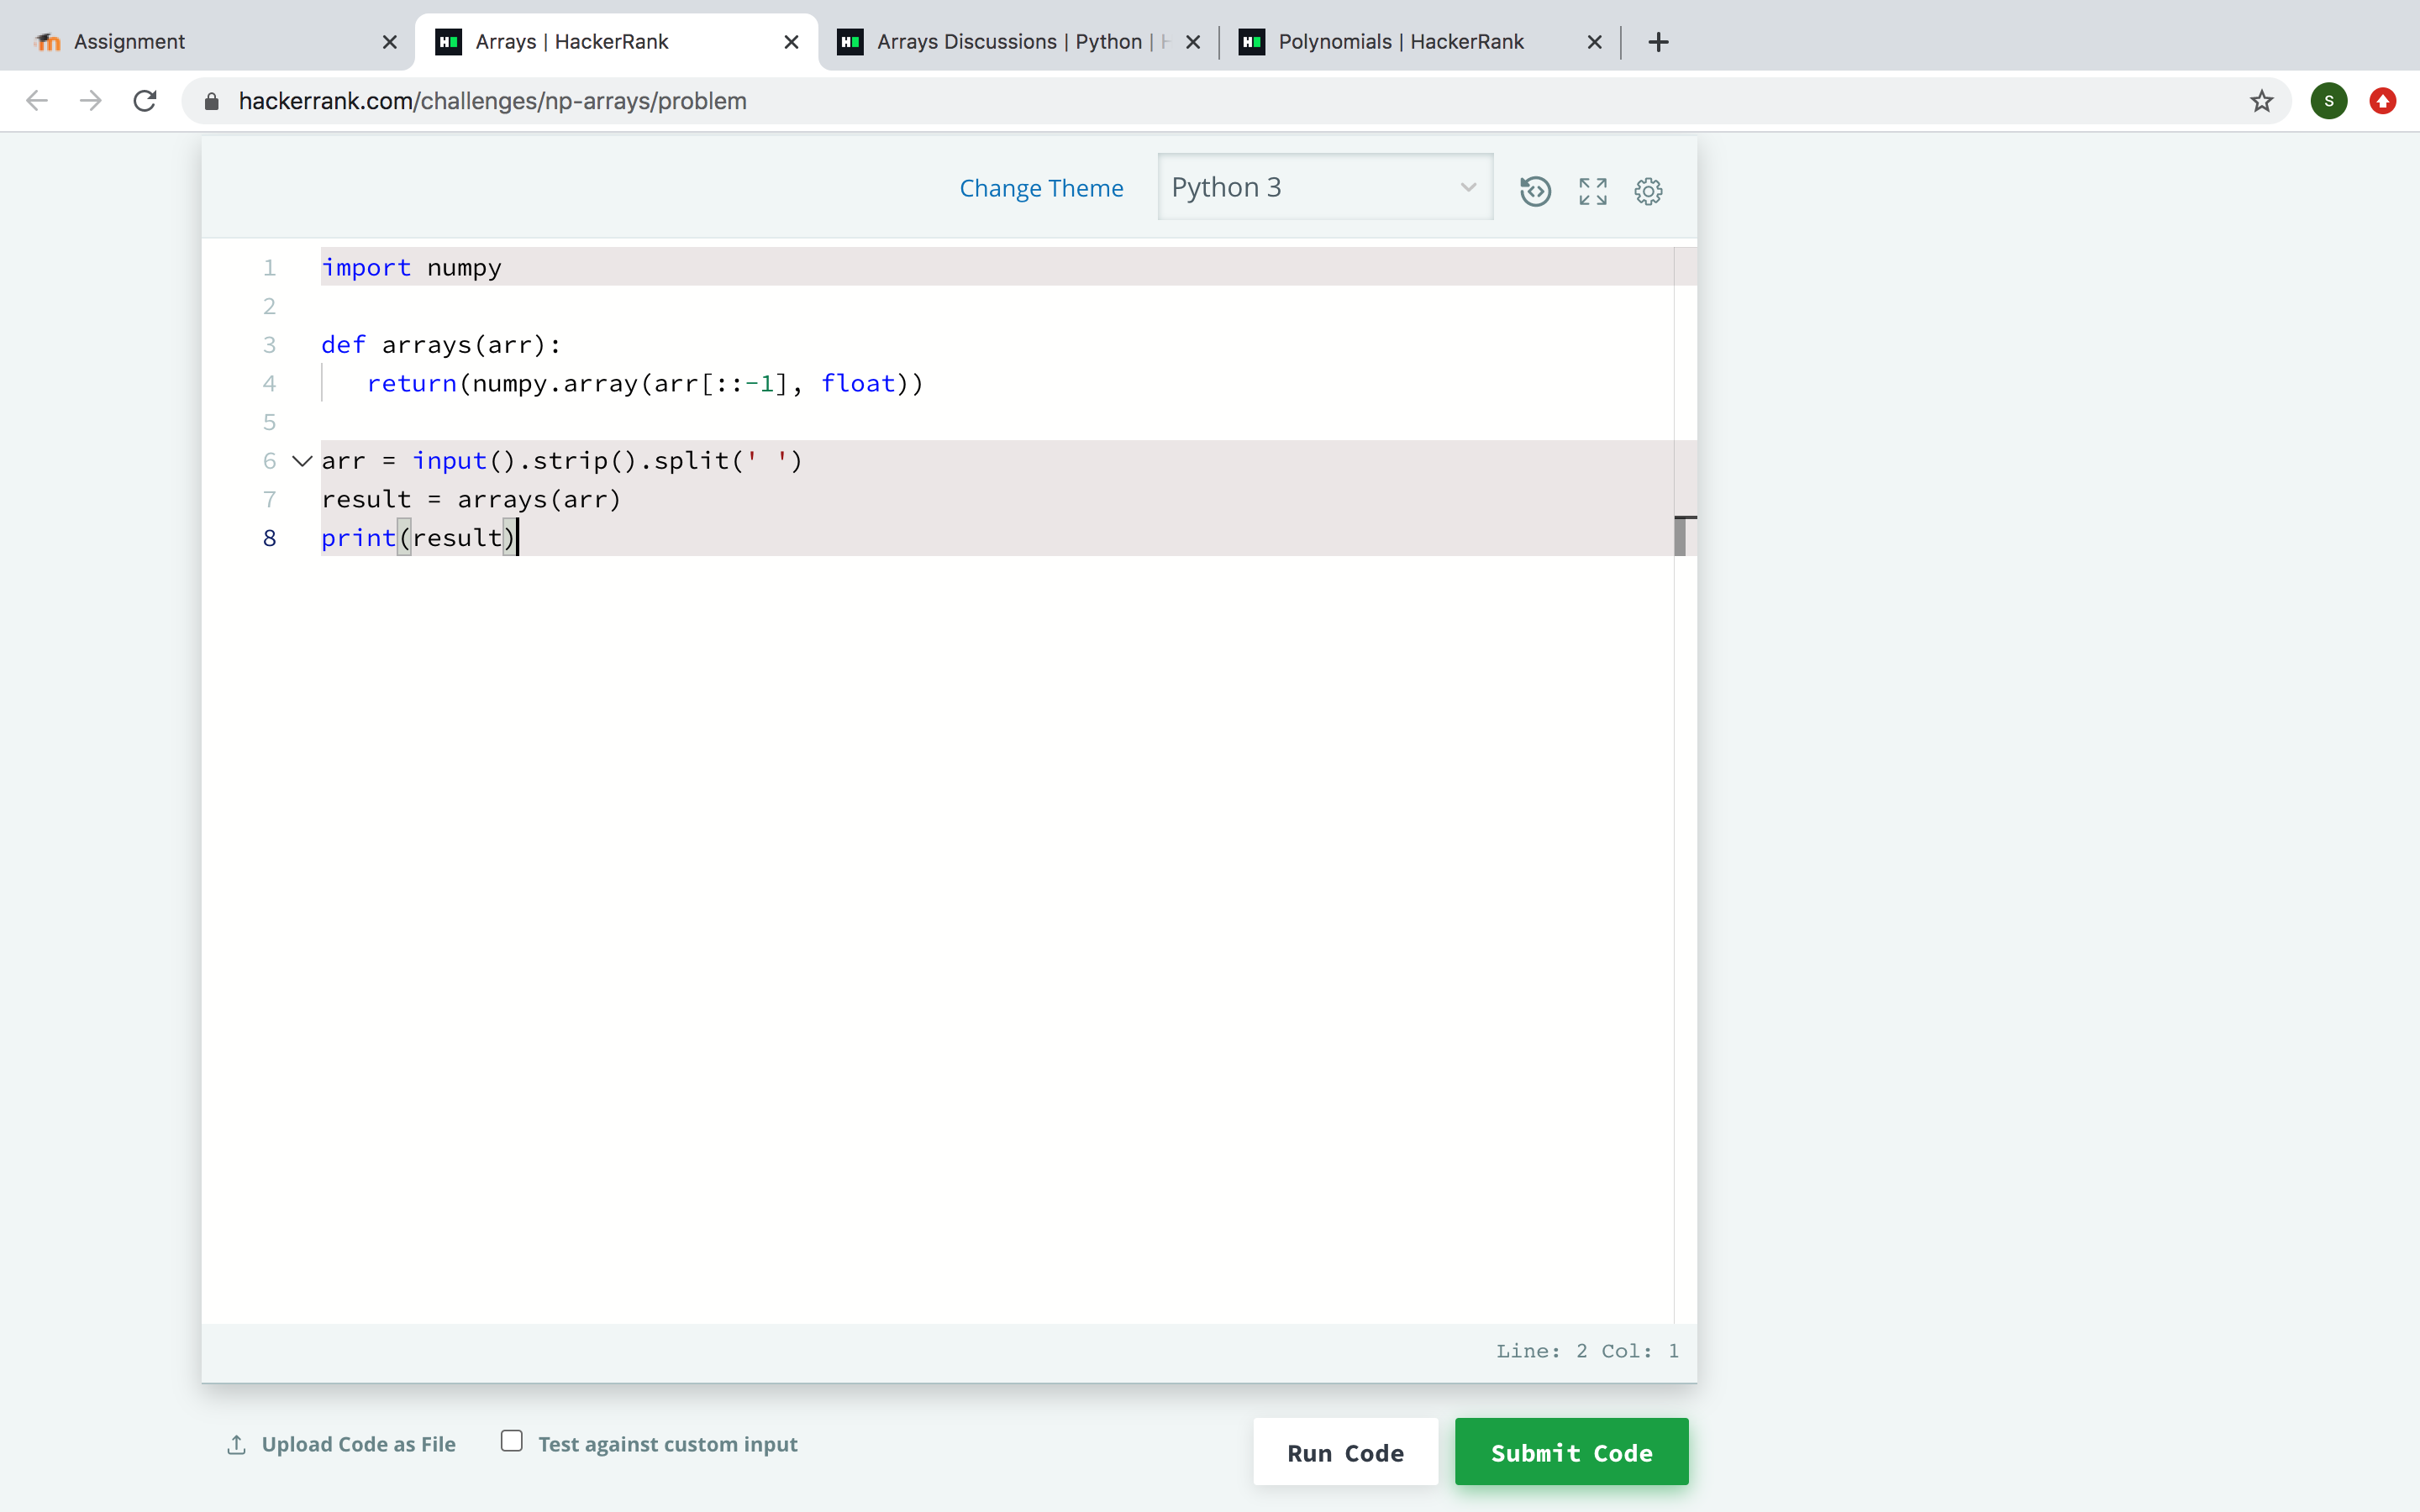 Assignment
Arrays | HackerRank
Arrays Discussions | Python |
Polynomials | HackerRank
hackerrank.com/challenges/np-arrays/problem
S
Change Theme
Python 3
1 import numpy
2
3 def arrays(arr):
4 return(numpy.array(arr[::-1], float))
5
6 arr = input().strip().split(' ')
7 result = arrays(arr)
8 print(result)
Line: 2 Col: 1
Upload Code as File
Test against custom input
Run Code
Submit Code